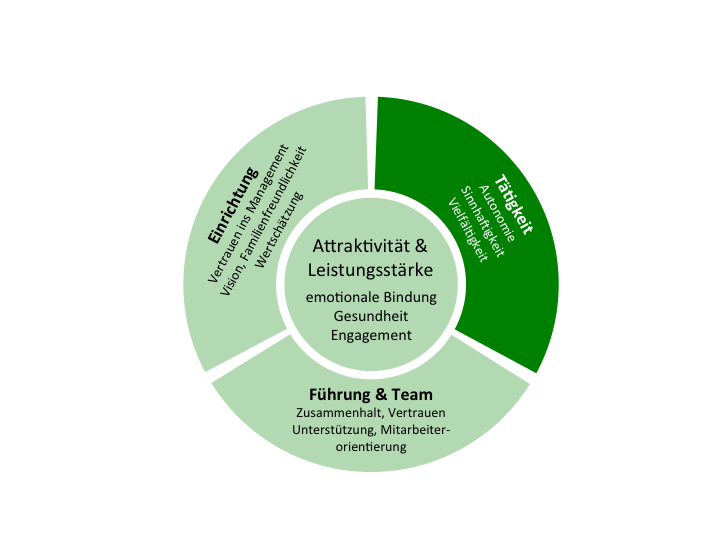 Einrichtung
Vertrauen ins Management
Vision, Familienfreundlichkeit
Wertschätzung
Tätigkeit
Autonomie
Sinnhaftigkeit
Vielfältigkeit
Attraktivität &
Leistungsstärke
emotionale Bindung
Gesundheit
Engagement
Führung & Team
Zusammenhalt, Vertrauen
Unterstützung, Mitarbeiter-
orientierung